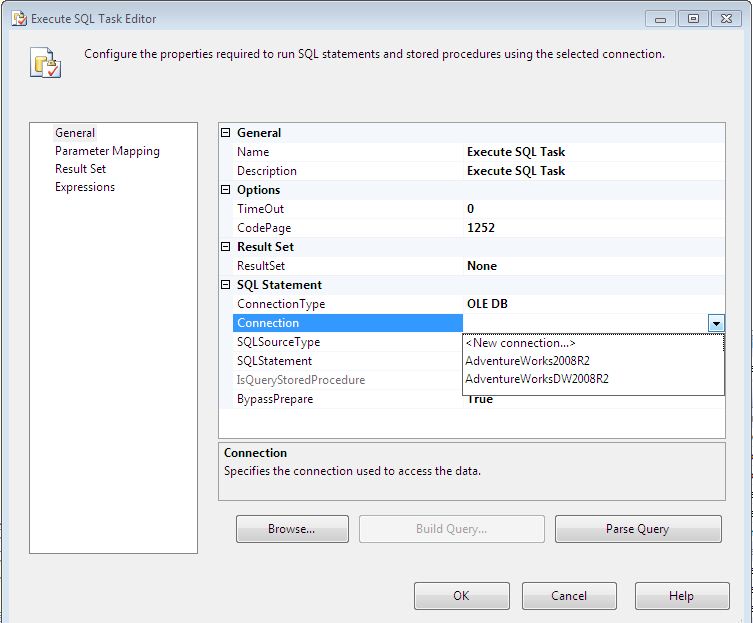 Execute SQL Task Editor
Configure the properties required to run SQL statements and stored procedures using the selected connection.
General
Parameter Mapping
Result Set
Expressions
General
Name Execute SQL Task
Description Execute SQL Task
Options
TimeOut 0
CodePage 1252
Result Set
ResultSet None
SQL Statement
ConnectionType OLE DB
Connection
SQLSourceType <New connection...>
SQLStatement AdventureWorks2008R2
IsQueryStoredProcedure AdventureWorksDW2008R2
BypassPrepare True
Connection
Specifies the connection used to access the data.
Browse... Build Query... Parse Query
OK Cancel Help